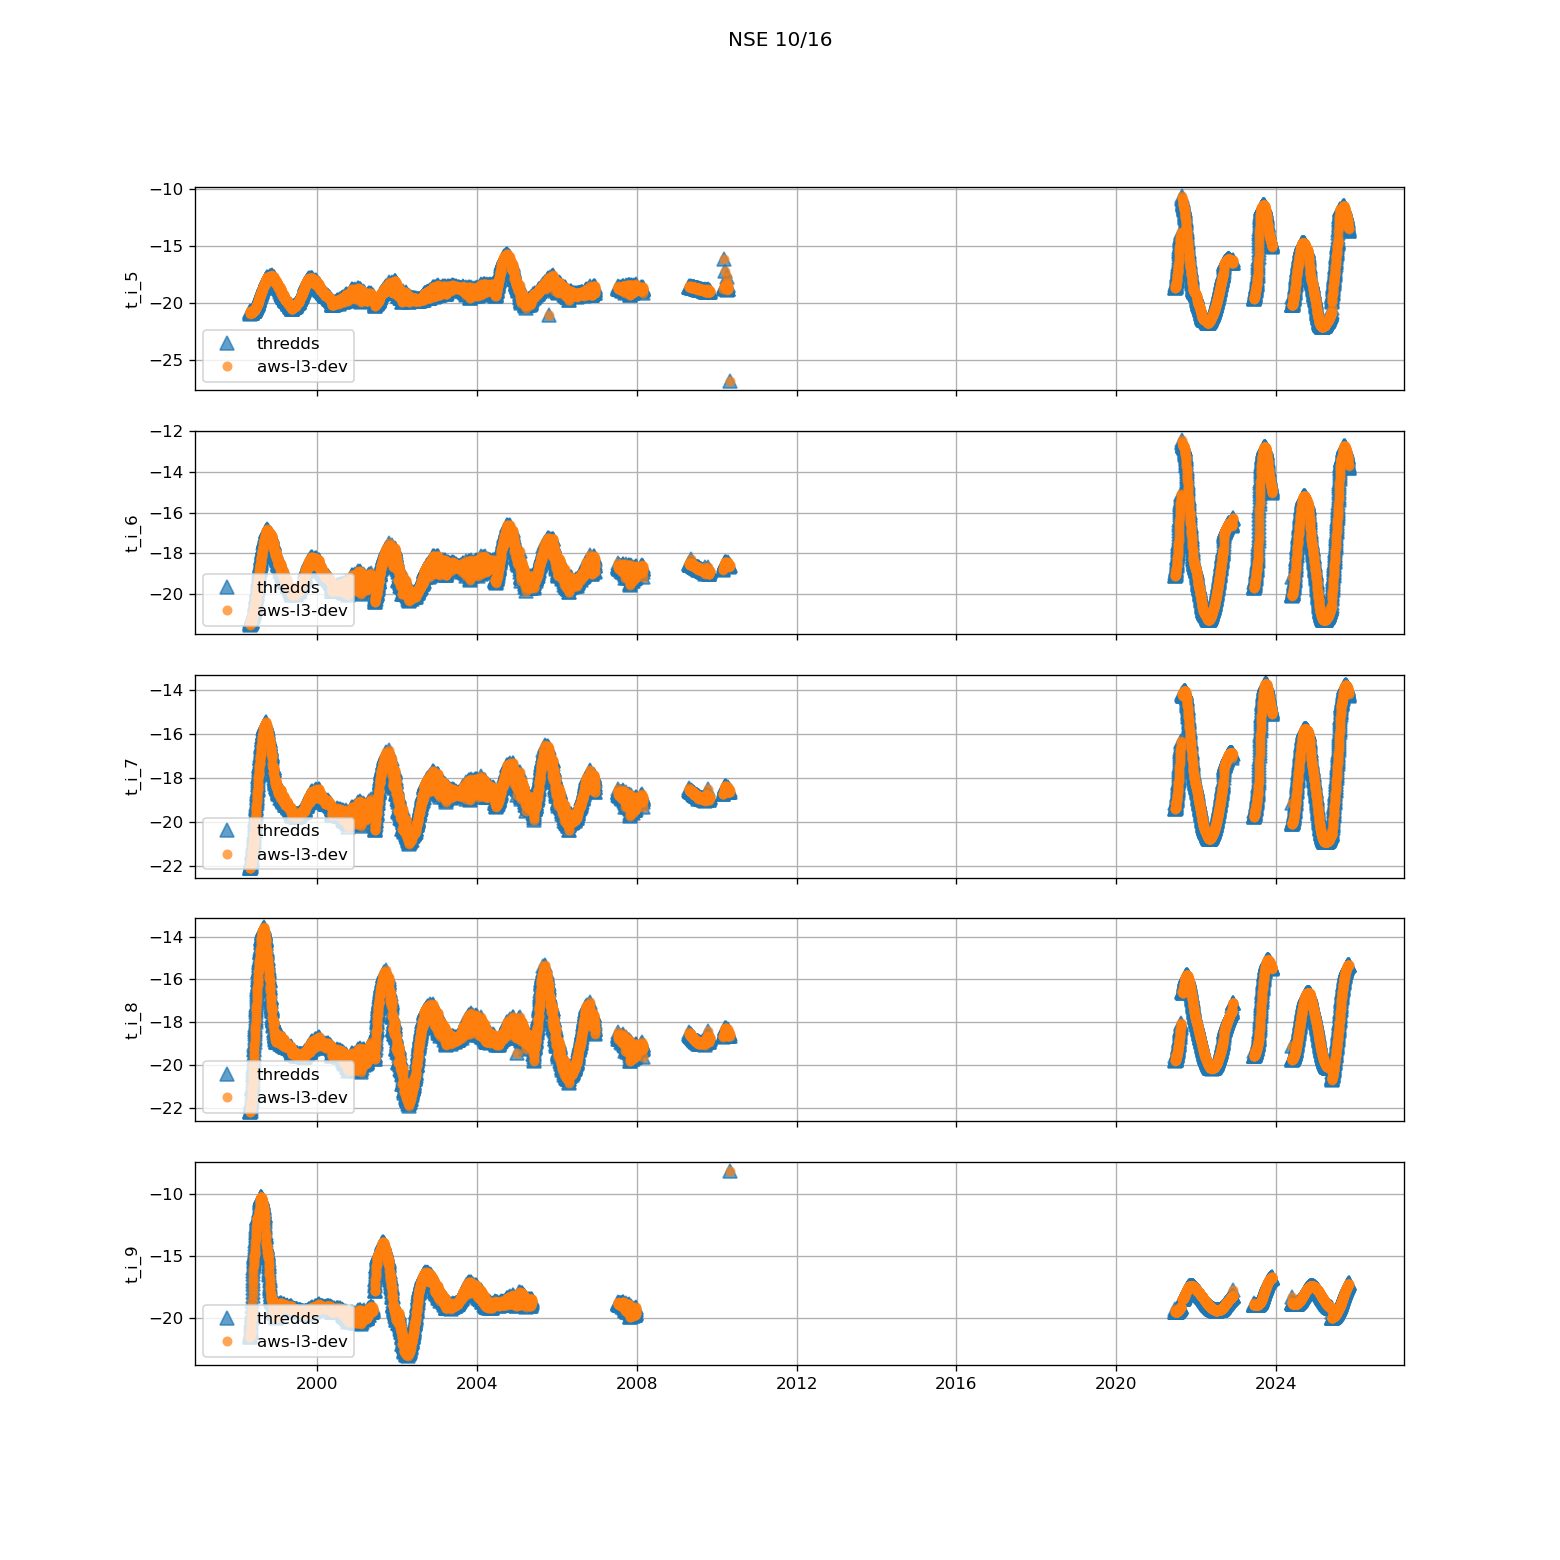 NSE 10/16
−10
−15
−20
−25
t_i_5
thredds
aws-l3-dev
−12
−14
−16
−18
−20
t_i_6
thredds
aws-l3-dev
−14
−16
−18
−20
−22
t_i_7
thredds
aws-l3-dev
−14
−16
−18
−20
−22
t_i_8
thredds
aws-l3-dev
−10
−15
−20
t_i_9
thredds
aws-l3-dev
2000 2004 2008 2012 2016 2020 2024